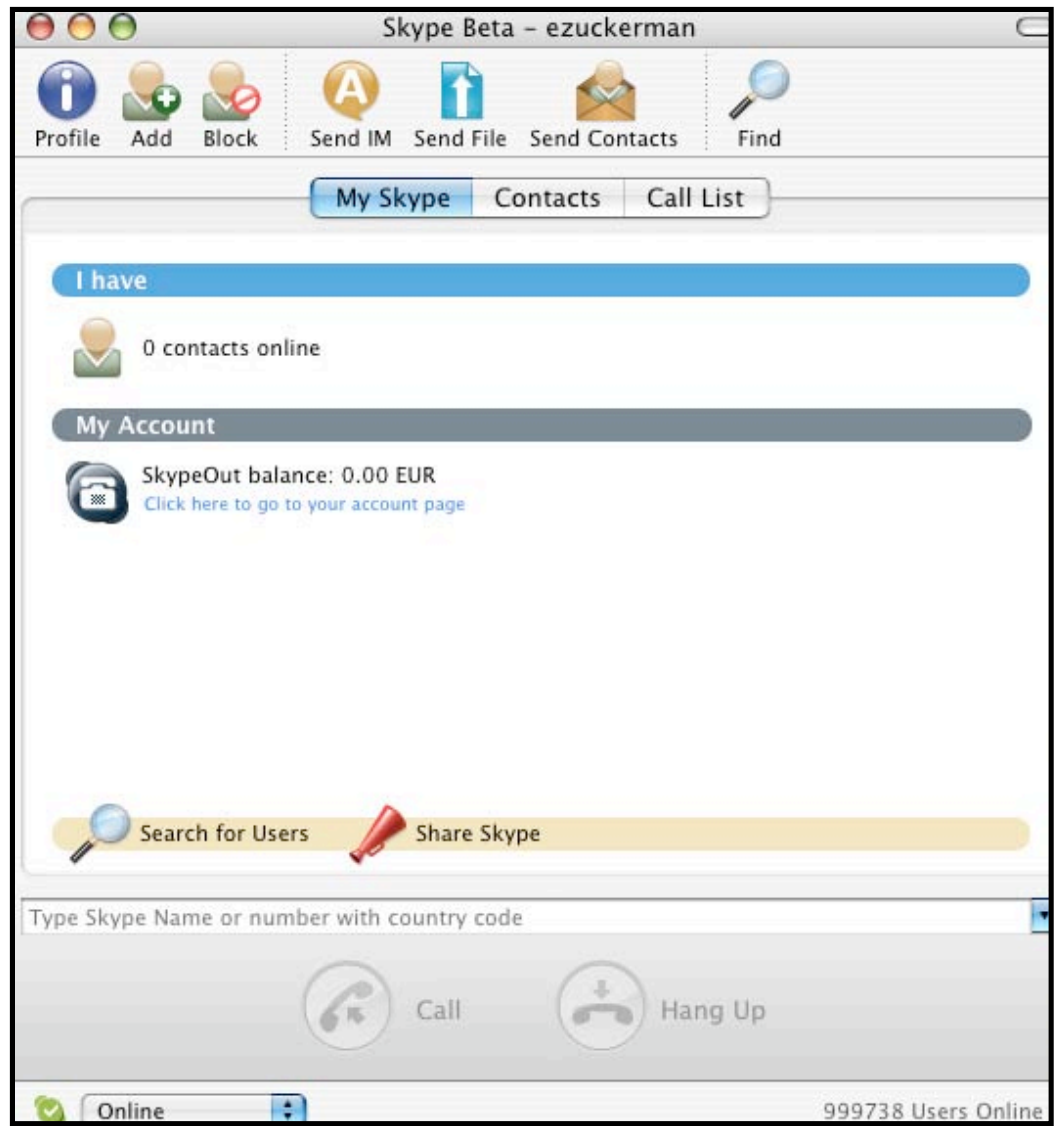 Skype Beta – ezuckerman
Profile Add Block Send IM Send File Send Contacts Find
My Skype Contacts Call List
I have
0 contacts online
My Account
SkypeOut balance: 0.00 EUR
Click here to go to your account page
Search for Users Share Skype
Type Skype Name or number with country code
Call Hang Up
Online 999738 Users Online